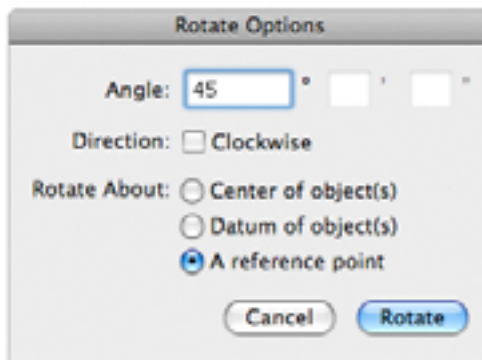 Rotate Options
Angle: 45 ° ' "
Direction: Clockwise
Rotate About: Center of object(s)
Datum of object(s)
A reference point
Cancel Rotate